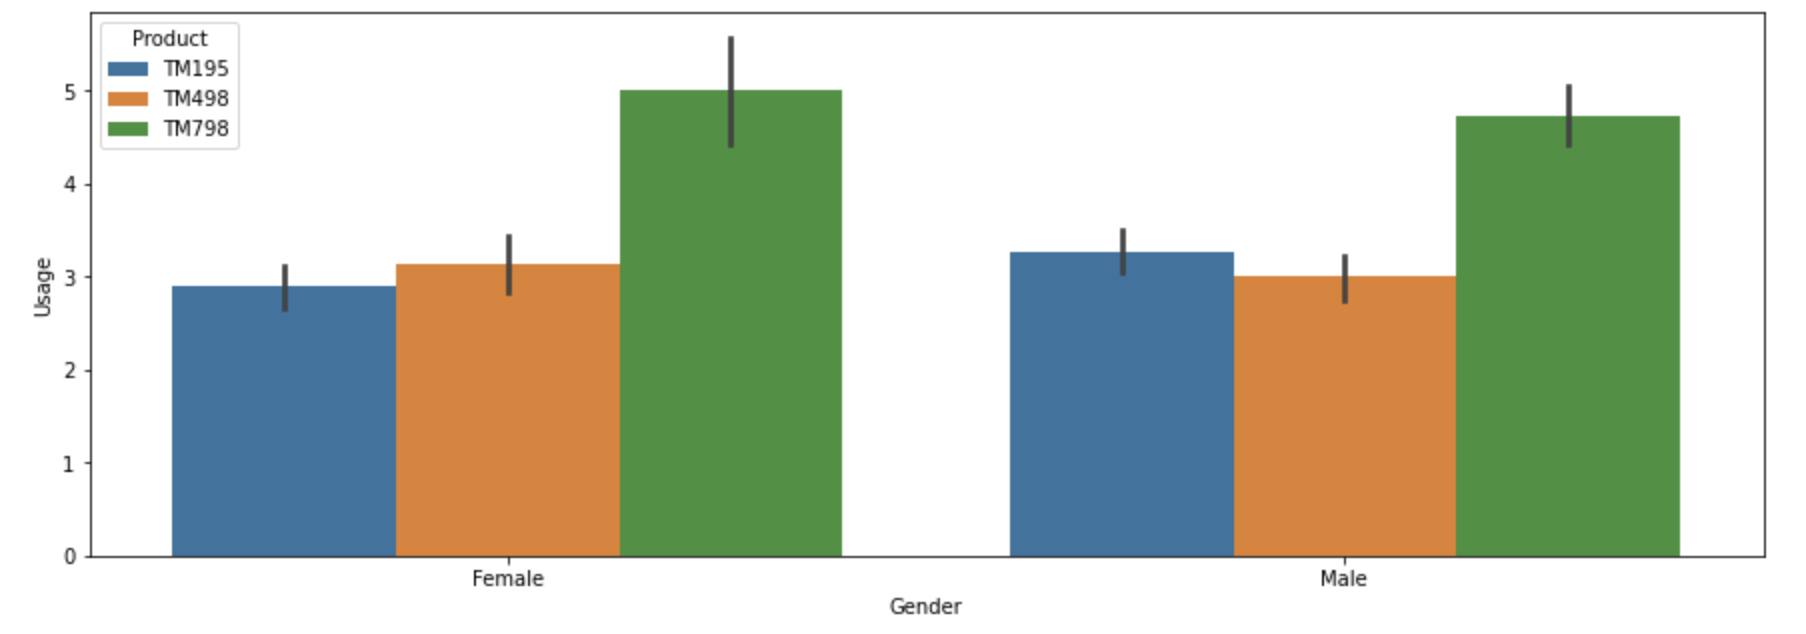 Product
TM195
TM498
TM798
5
4
3
2
1
0
Usage
Female
Male
Gender